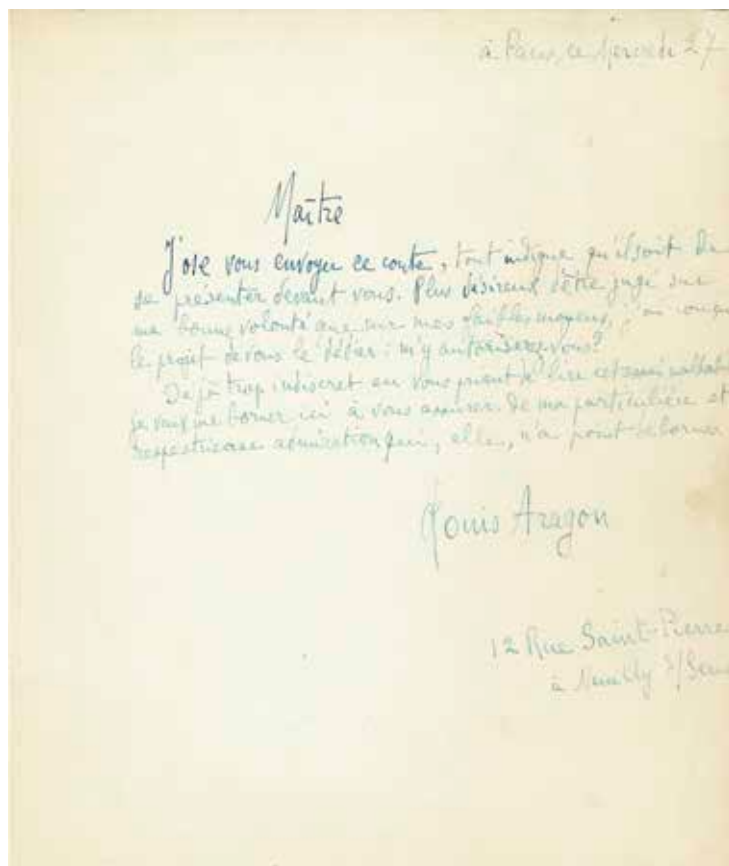 à Paris, ce Mercredi 27
Maître
J'ose vous envoyer ce conte, tout indigne qu'il soit de
se présenter devant vous. Plus désireux d'être jugé sur
ma bonne volonté que sur mes faibles moyens, j'ai conçu
le projet de vous le dédier : m'y autoriserez-vous?
Déjà trop indiscret en vous priant de lire cet
je veux me borner ici à vous assurer de ma particulière et
respectueuse admiration qui, elle, n'a point de bornes
Louis Aragon
12 Rue Saint-Pierre
à Neuilly s/Seine